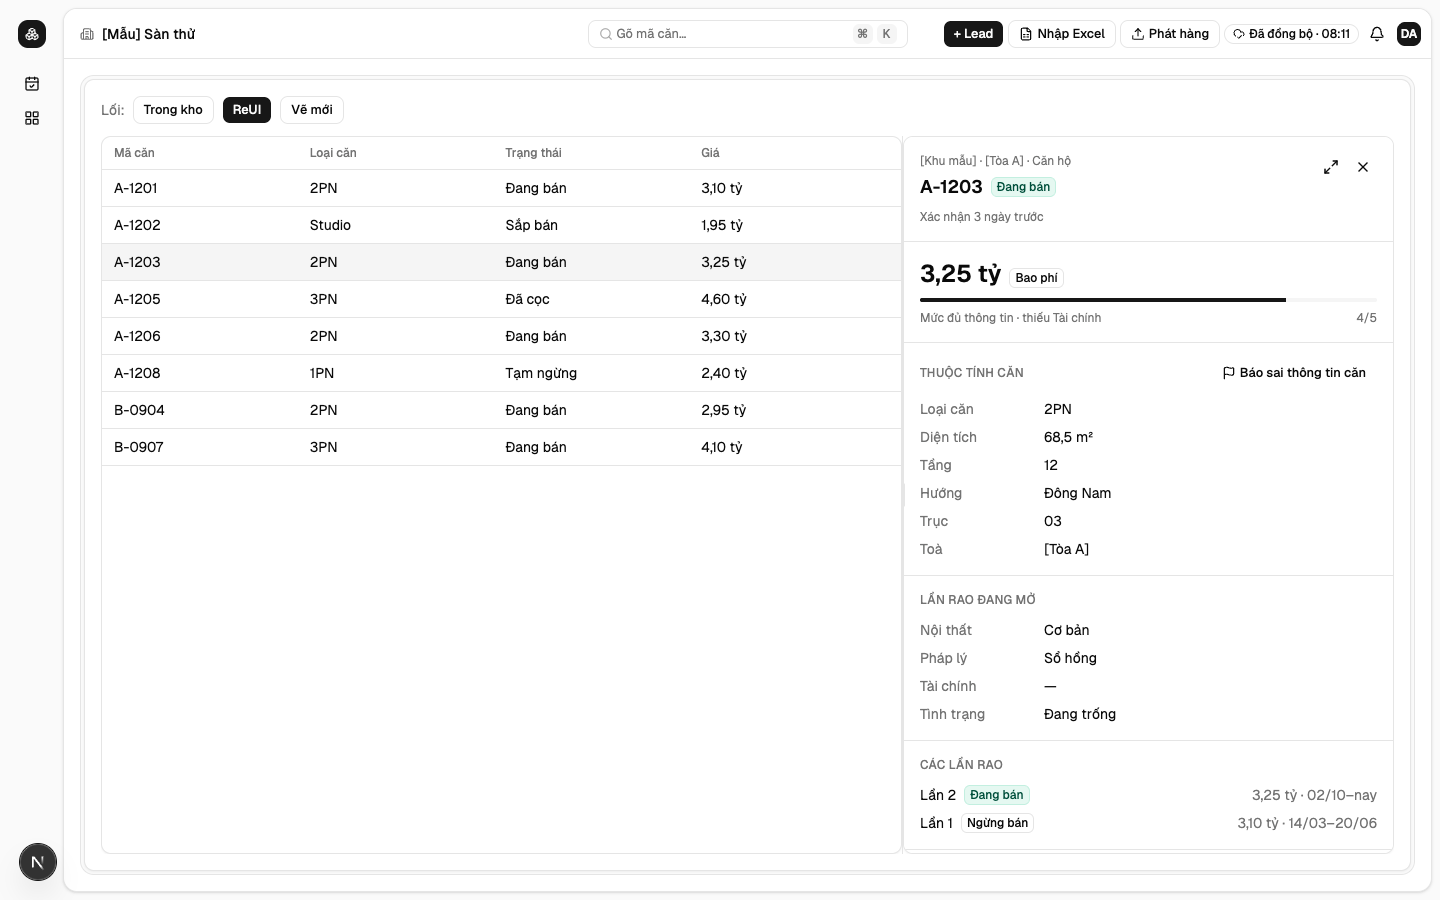 [Mẫu] Sàn thử
Gõ mã căn...
⌘ K
+ Lead
Nhập Excel
Phát hàng
Đã đồng bộ · 08:11
DA
Lối:
Trong kho
ReUI
Vẽ mới
Mã căn Loại căn Trạng thái Giá
A-1201 2PN Đang bán 3,10 tỷ
A-1202 Studio Sắp bán 1,95 tỷ
A-1203 2PN Đang bán 3,25 tỷ
A-1205 3PN Đã cọc 4,60 tỷ
A-1206 2PN Đang bán 3,30 tỷ
A-1208 1PN Tạm ngừng 2,40 tỷ
B-0904 2PN Đang bán 2,95 tỷ
B-0907 3PN Đang bán 4,10 tỷ
[Khu mẫu] · [Tòa A] · Căn hộ
A-1203 Đang bán
Xác nhận 3 ngày trước
3,25 tỷ Bao phí
Mức đủ thông tin · thiếu Tài chính 4/5
THUỘC TÍNH CĂN Báo sai thông tin căn
Loại căn 2PN
Diện tích 68,5 m²
Tầng 12
Hướng Đông Nam
Trục 03
Toà [Tòa A]
LẦN RAO ĐANG MỞ
Nội thất Cơ bản
Pháp lý Sổ hồng
Tài chính —
Tình trạng Đang trống
CÁC LẦN RAO
Lần 2 Đang bán 3,25 tỷ · 02/10–nay
Lần 1 Ngừng bán 3,10 tỷ · 14/03–20/06
N